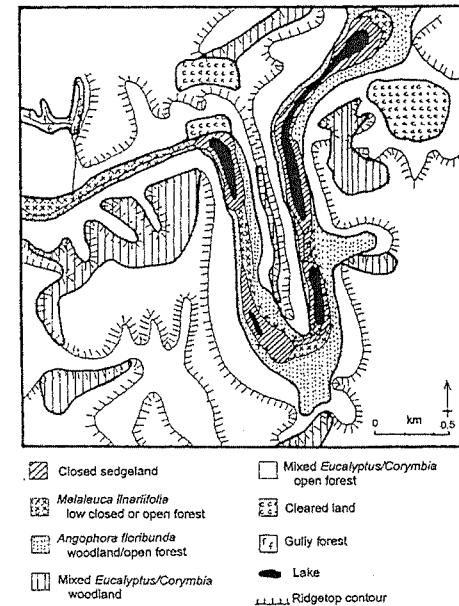 km
0 0.5
Closed sedgeland
Melaleuca linariifolia
low closed or open forest
Angophora floribunda
woodland/open forest
Mixed Eucalyptus/Corymbia
woodland
Mixed Eucalyptus/Corymbia
open forest
Cleared land
Gully forest
Lake
Ridgetop contour